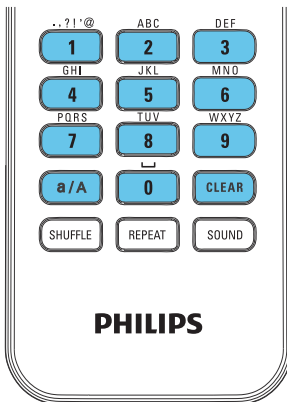 .,?!'@ ABC DEF
1 2 3
GHI JKL MNO
4 5 6
PQRS TUV WXYZ
7 8 9
a/A 0 CLEAR
SHUFFLE REPEAT SOUND
PHILIPS